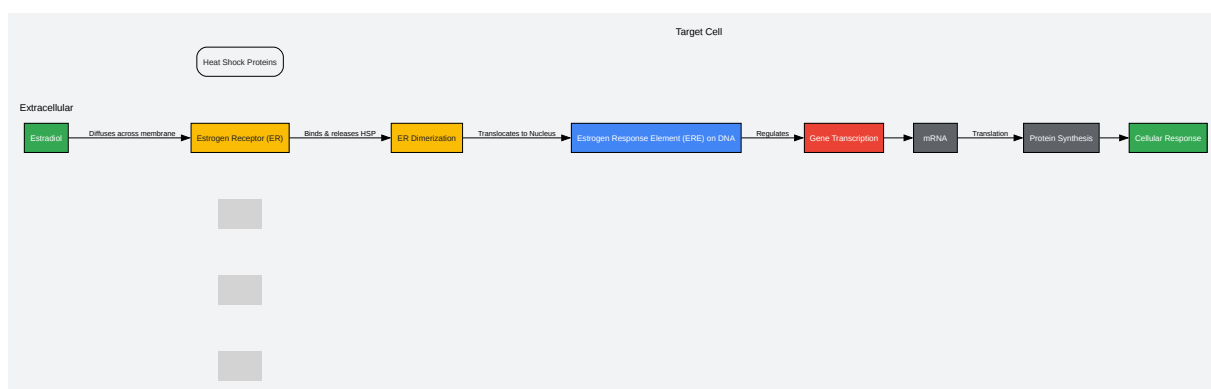 Target Cell
Heat Shock Proteins
Extracellular
Estradiol
Diffuses across membrane
Estrogen Receptor (ER)
Binds & releases HSP
ER Dimerization
Translocates to Nucleus
Estrogen Response Element (ERE) on DNA
Regulates
Gene Transcription
mRNA
Translation
Protein Synthesis
Cellular Response